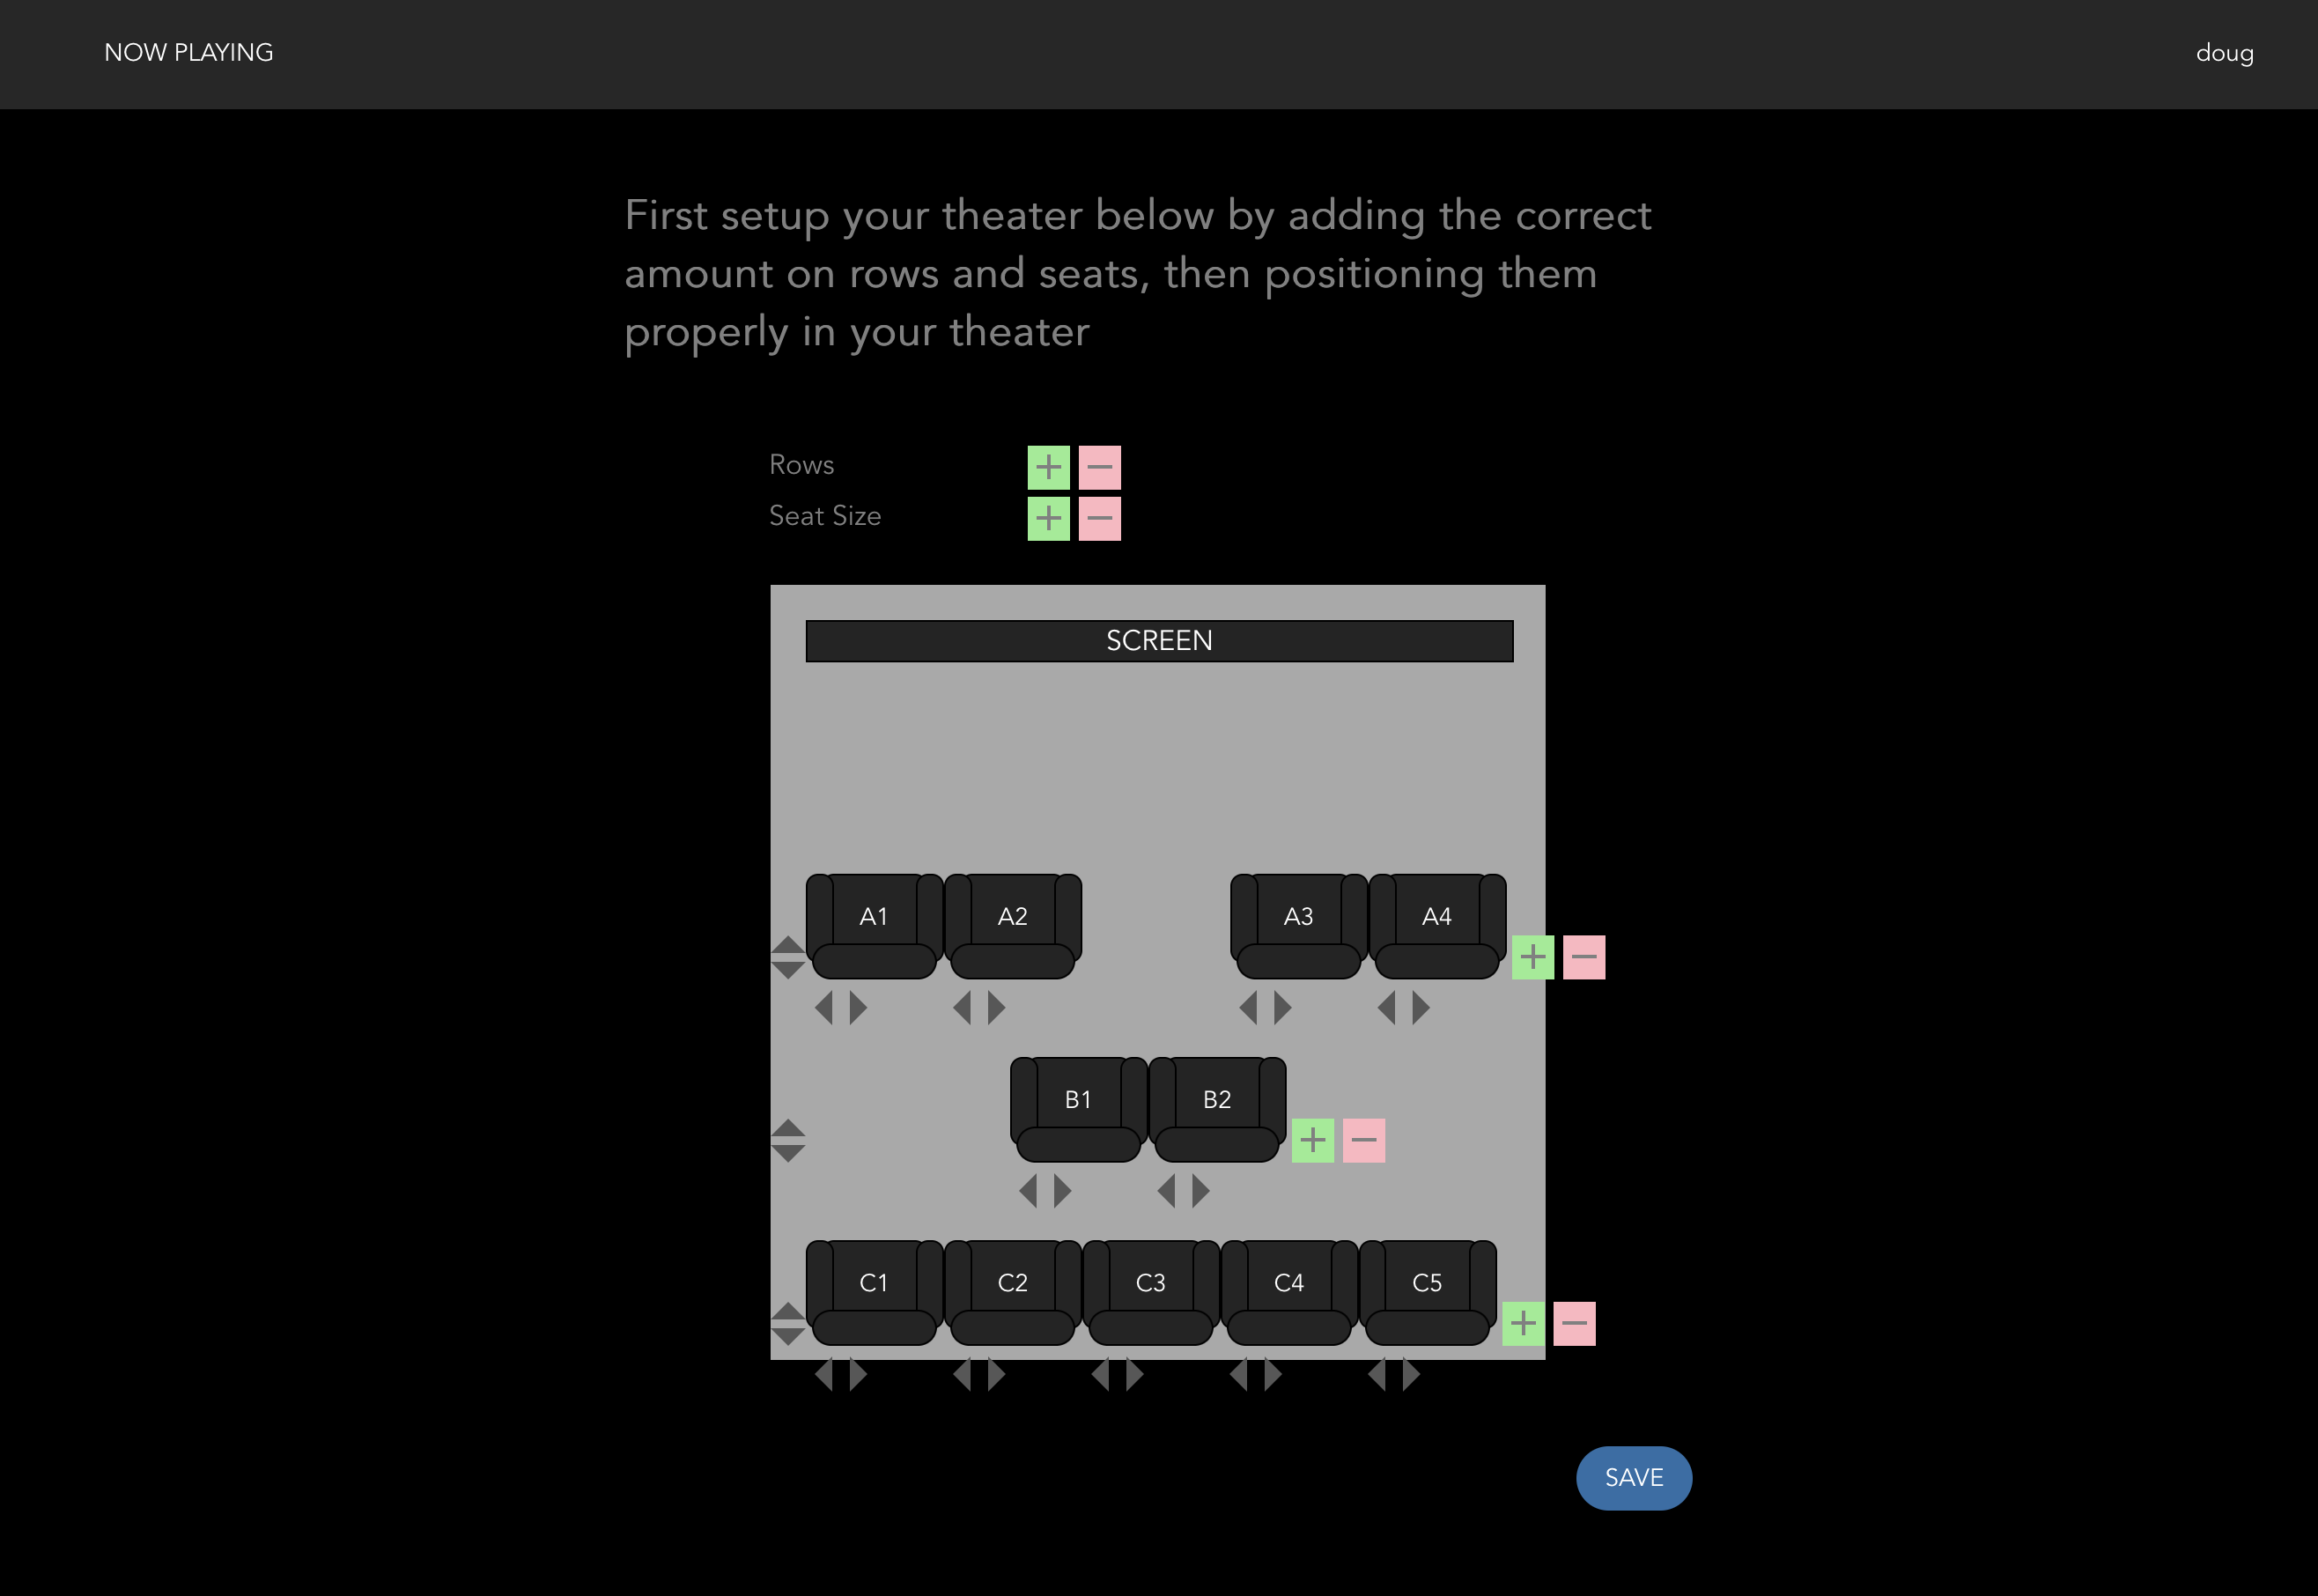 NOW PLAYING
doug
First setup your theater below by adding the correct
amount on rows and seats, then positioning them
properly in your theater
Rows
+ −
Seat Size
+ −
SCREEN
A1 A2 A3 A4
+ −
B1 B2
+ −
C1 C2 C3 C4 C5
+ −
SAVE